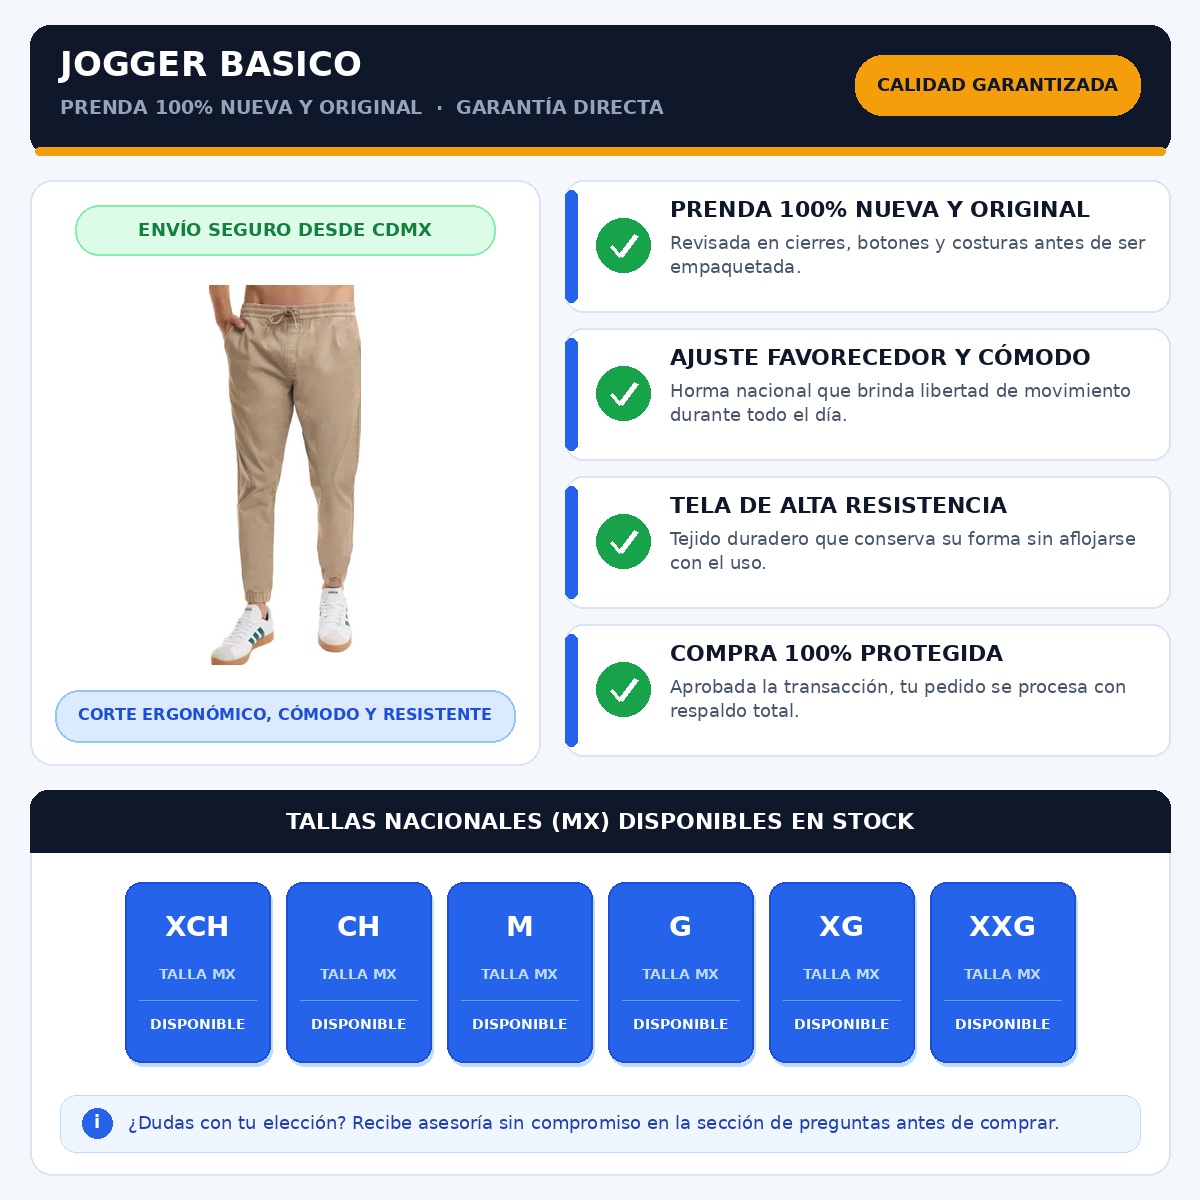 JOGGER BASICO
PRENDA 100% NUEVA Y ORIGINAL · GARANTÍA DIRECTA
CALIDAD GARANTIZADA
ENVÍO SEGURO DESDE CDMX
CORTE ERGONÓMICO, CÓMODO Y RESISTENTE
PRENDA 100% NUEVA Y ORIGINAL
Revisada en cierres, botones y costuras antes de ser
empaquetada.
AJUSTE FAVORECEDOR Y CÓMODO
Horma nacional que brinda libertad de movimiento
durante todo el día.
TELA DE ALTA RESISTENCIA
Tejido duradero que conserva su forma sin aflojarse
con el uso.
COMPRA 100% PROTEGIDA
Aprobada la transacción, tu pedido se procesa con
respaldo total.
TALLAS NACIONALES (MX) DISPONIBLES EN STOCK
XCH
TALLA MX
DISPONIBLE
CH
TALLA MX
DISPONIBLE
M
TALLA MX
DISPONIBLE
G
TALLA MX
DISPONIBLE
XG
TALLA MX
DISPONIBLE
XXG
TALLA MX
DISPONIBLE
i ¿Dudas con tu elección? Recibe asesoría sin compromiso en la sección de preguntas antes de comprar.